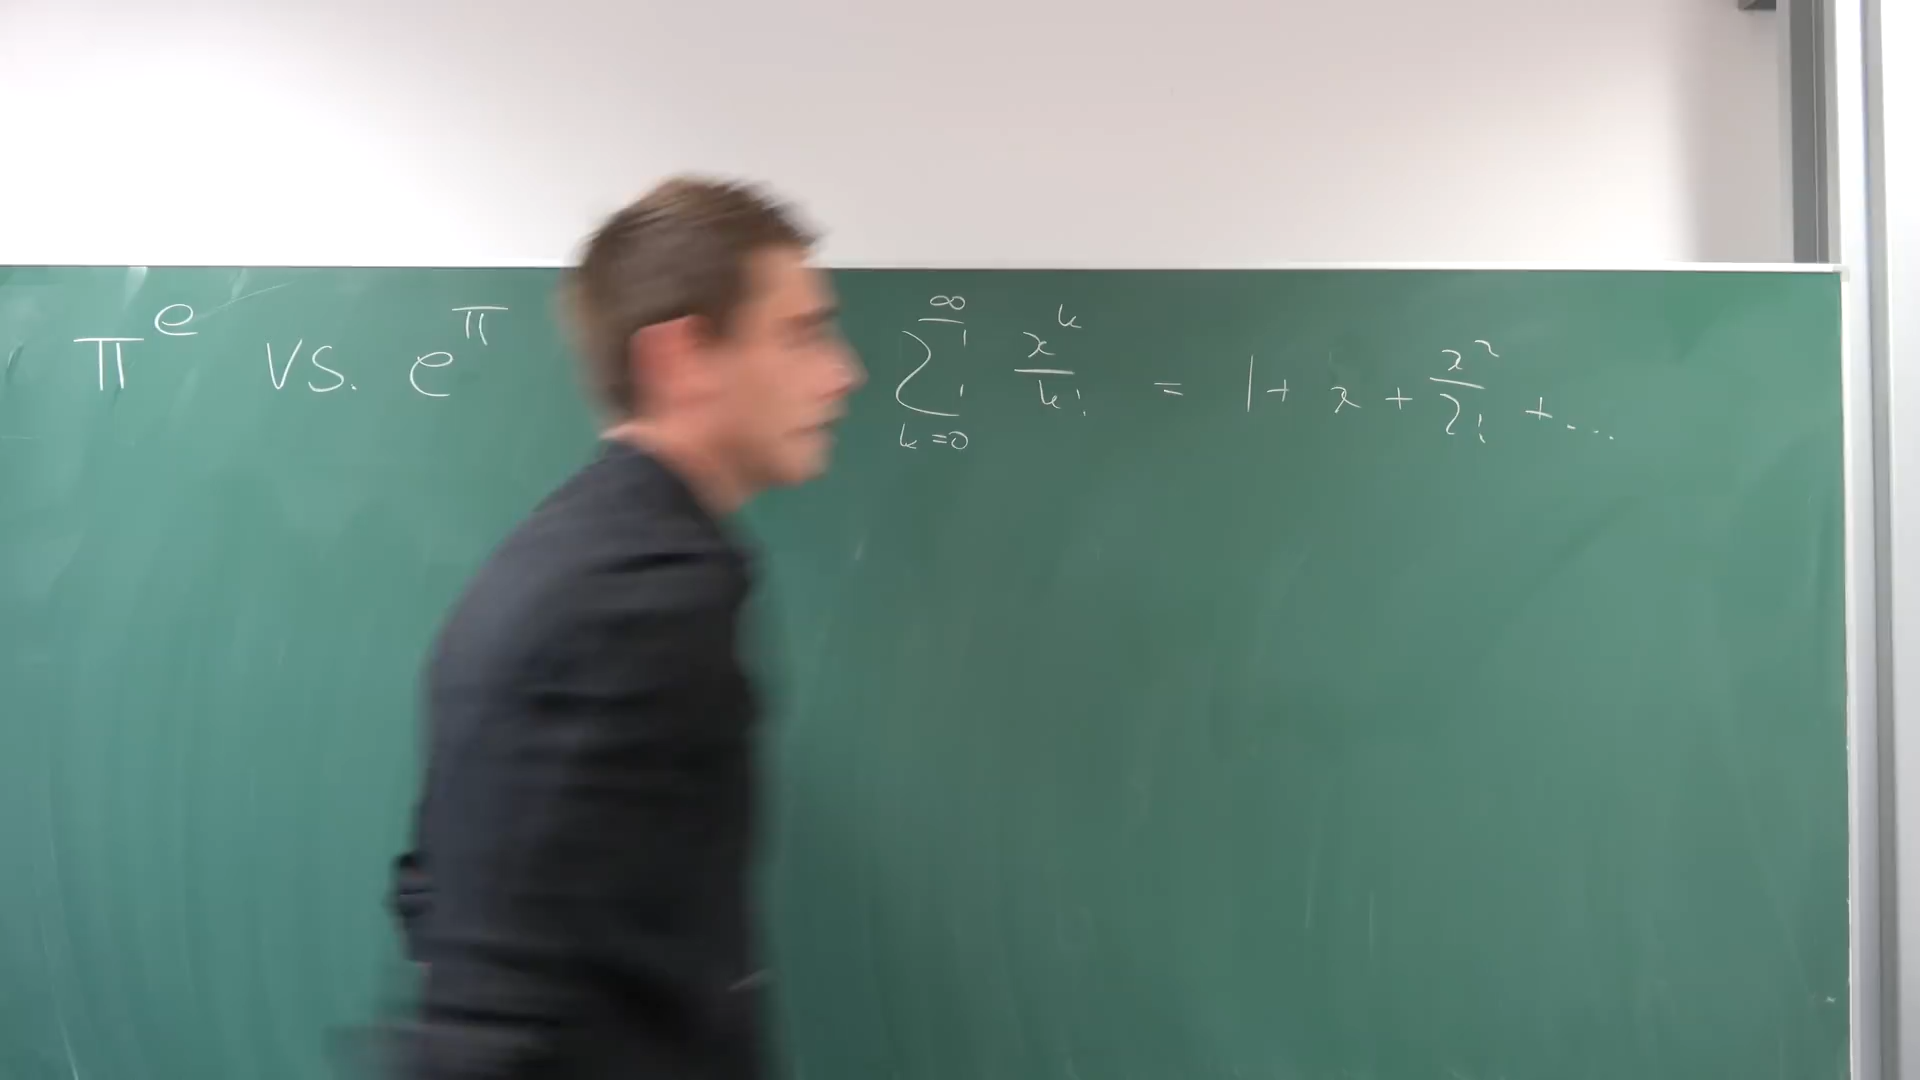 π^e vs. e^π
∑_{k=0}^{∞} x^k/k! = 1 + x + x^2/2! + ...